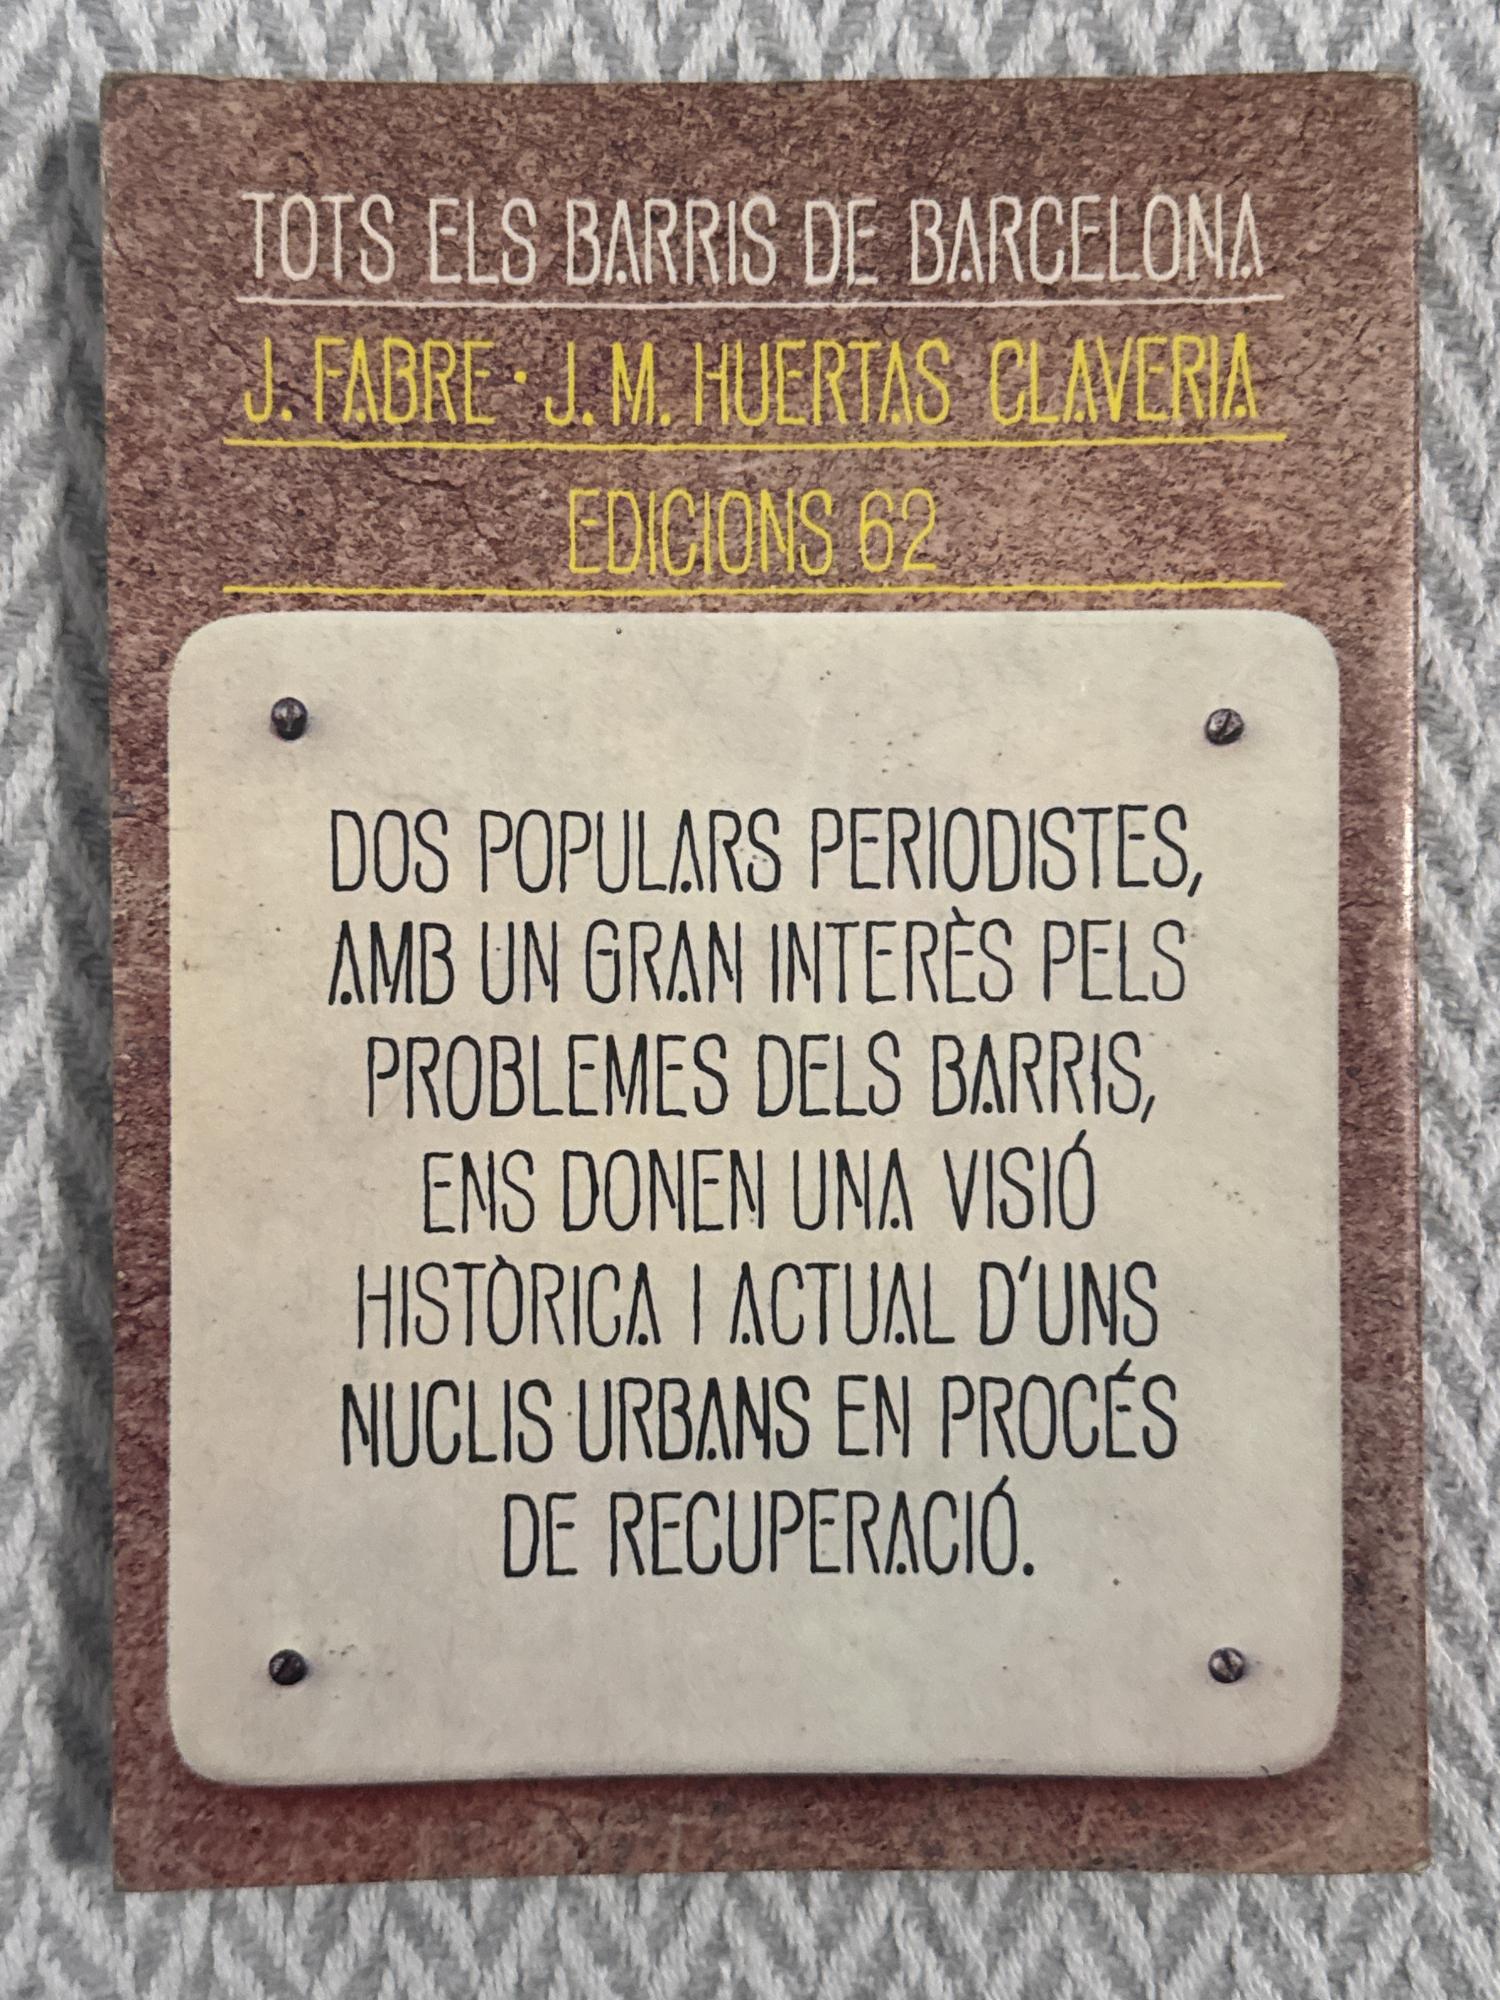 TOTS ELS BARRIS DE BARCELONA
J. FABRE · J. M. HUERTAS CLAVERIA
EDICIONS 62
DOS POPULARS PERIODISTES,
AMB UN GRAN INTERÈS PELS
PROBLEMES DELS BARRIS,
ENS DONEN UNA VISIÓ
HISTÒRICA I ACTUAL D'UNS
NUCLIS URBANS EN PROCÉS
DE RECUPERACIÓ.